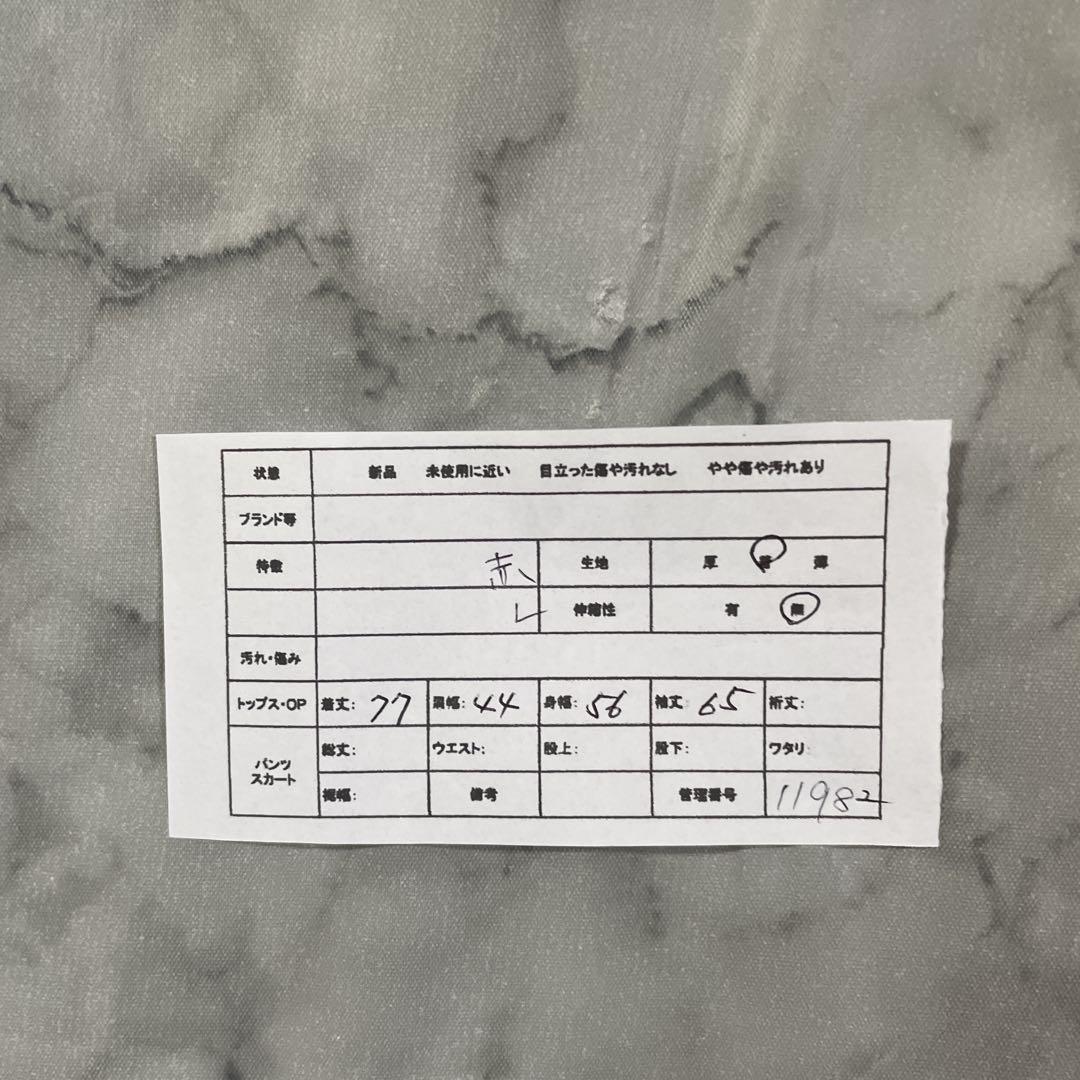 状態 新品 未使用に近い 目立った傷や汚れなし やや傷や汚れあり
ブランド等
特徴 赤 生地 厚 普 薄
レ 伸縮性 有 無
汚れ・傷み
トップス・OP 着丈: 77 肩幅: 44 身幅: 56 袖丈: 65 裄丈:
パンツ スカート 総丈: ウエスト: 股上: 股下: ワタリ:
裾幅: 備考 管理番号 11982